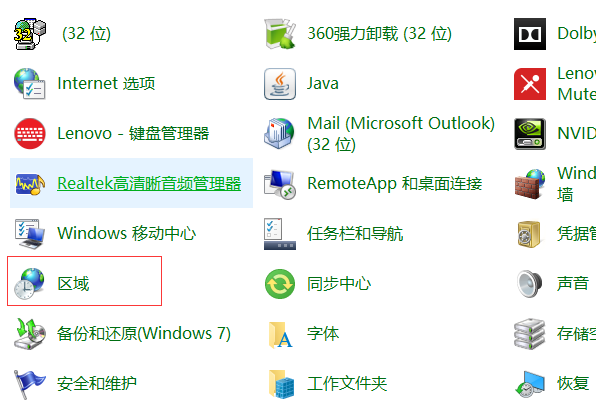 (32 位)
360强力卸载 (32 位)
Dolby
Internet 选项
Java
Lenov
Mute
Lenovo - 键盘管理器
Mail (Microsoft Outlook)
(32 位)
NVID
Realtek高清晰音频管理器
RemoteApp 和桌面连接
Wind
墙
Windows 移动中心
任务栏和导航
凭据管
区域
同步中心
声音
备份和还原(Windows 7)
字体
存储空
安全和维护
工作文件夹
恢复